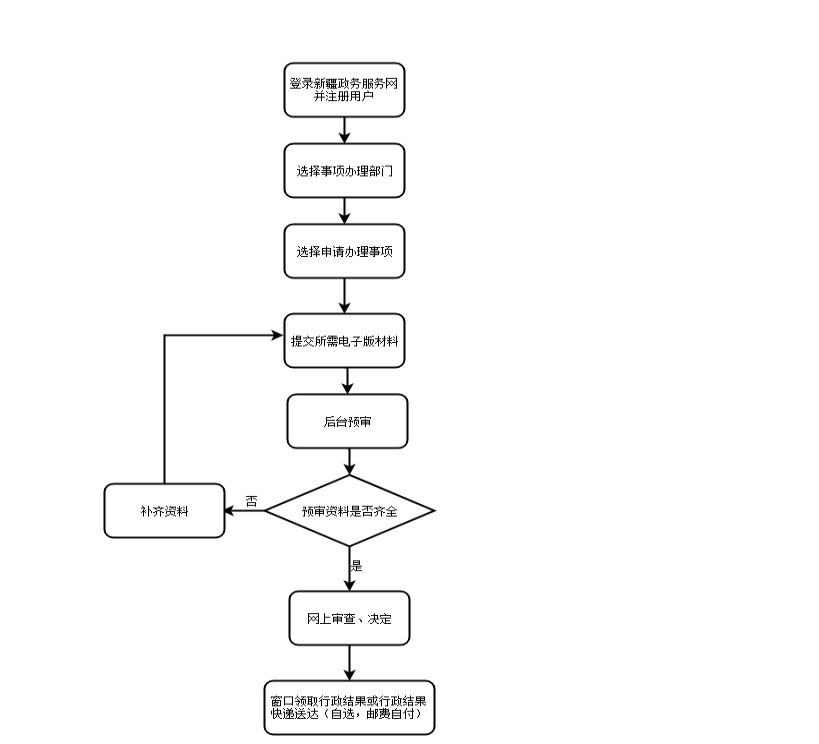 登录新疆政务服务网
并注册用户
选择事项办理部门
选择申请办理事项
提交所需电子版材料
后台预审
预审资料是否齐全
否
补齐资料
是
网上审查、决定
窗口领取行政结果或行政结果
快递送达（自选，邮费自付）